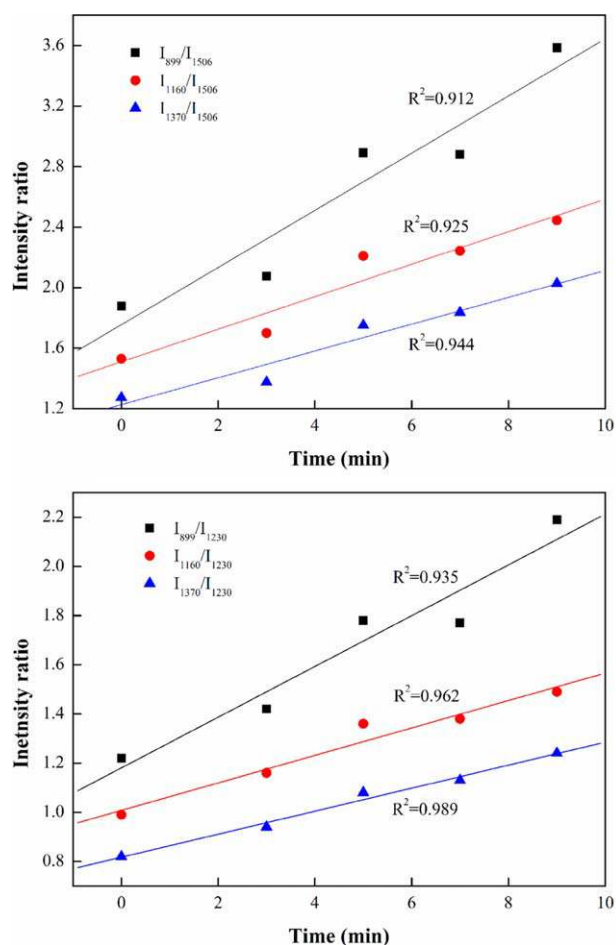 3.6
3.2
2.8
2.4
2.0
1.6
1.2
Intensity ratio
I899/I1506
I1160/I1506
I1370/I1506
R²=0.912
R²=0.925
R²=0.944
0 2 4 6 8 10
Time (min)
2.2
2.0
1.8
1.6
1.4
1.2
1.0
0.8
Inetnsity ratio
I899/I1230
I1160/I1230
I1370/I1230
R²=0.935
R²=0.962
R²=0.989
0 2 4 6 8 10
Time (min)